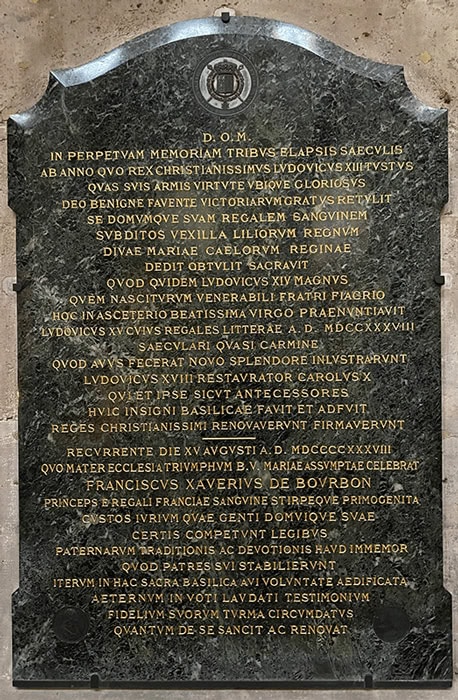 D. O. M.
IN PERPETVAM MEMORIAM TRIBVS ELAPSIS SAECVLIS
AB ANNO QVO REX CHRISTIANISSIMVS LVDOVICVS XIII IVSTVS
QVAS SVIS ARMIS VIRTVTE VBIQVE GLORIOSVS
DEO BENIGNE FAVENTE VICTORIARVM GRATVS RETVLIT
SE DOMVMQVE SVAM REGALEM SANGVINEM
SVBDITOS VEXILLA LILIORVM REGNVM
DIVAE MARIAE CAELORVM REGINAE
DEDIT OBTVLIT SACRAVIT
QVOD QVIDEM LVDOVICVS XIV MAGNVS
QVEM NASCITVRVM VENERABILI FRATRI FIACRIO
HOC IN ASCETERIO BEATISSIMA VIRGO PRAENVNTIAVIT
LVDOVICVS XV CVIVS REGALES LITTERÆ A. D. MDCCXXXVIII
SAECVLARI QVASI CARMINE
QVOD AVVS FECERAT NOVO SPLENDORE INLVSTRARVNT
LVDOVICVS XVIII RESTAVRATOR CAROLVS X
QVI ET IPSE SICVT ANTECESSORES
HVIC INSIGNI BASILICAE FAVIT ET ADFVIT
REGES CHRISTIANISSIMI RENOVAVERVNT FIRMAVERVNT
RECVRRENTE DIE XV AVGVSTI A. D. MDCCCCXXXVIII
QVO MATER ECCLESIA TRIVMPHVM B. V. MARIAE ASSVMPTAE CELEBRAT
FRANCISCVS XAVERIVS DE BOVRBON
PRINCEPS E REGALI FRANCIAE SANGVINE STIRPEQVE PRIMOGENITA
CVSTOS IVRIVM QVAE GENTI DOMVIQVE SVAE
CERTIS COMPETVNT LEGIBVS
PATERNARVM TRADITIONIS AC DEVOTIONIS HAVD IMMEMOR
QVOD PATRES SVI STABILIERVNT
ITERVM IN HAC SACRA BASILICA AVI VOLVNTATE AEDIFICATA
AETERNVM IN VOTI LAVDATI TESTIMONIVM
FIDELIVM SVORVM TVRMA CIRCVMDATVS
QVANTVM DE SE SANCIT AC RENOVAT